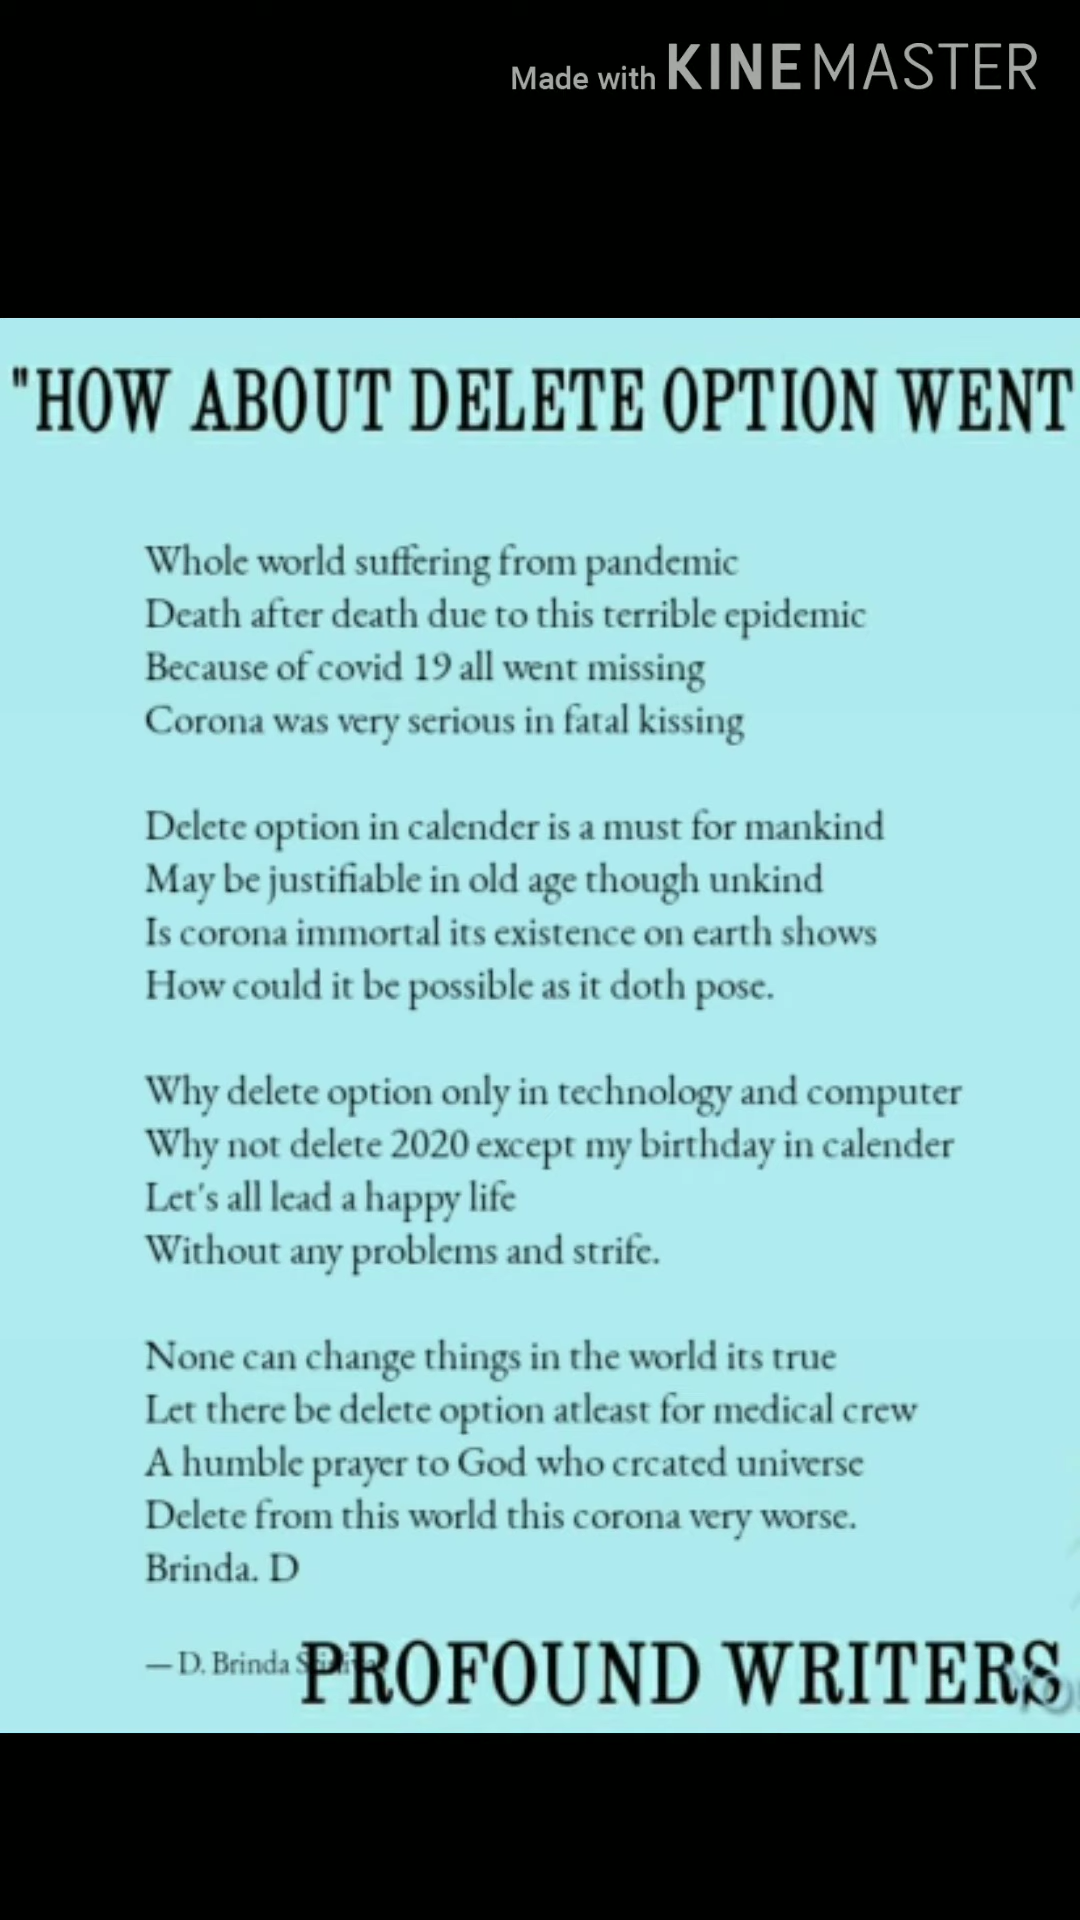 Made with KINEMASTER
"HOW ABOUT DELETE OPTION WENT
Whole world suffering from pandemic
Death after death due to this terrible epidemic
Because of covid 19 all went missing
Corona was very serious in fatal kissing
Delete option in calender is a must for mankind
May be justifiable in old age though unkind
Is corona immortal its existence on earth shows
How could it be possible as it doth pose.
Why delete option only in technology and computer
Why not delete 2020 except my birthday in calender
Let's all lead a happy life
Without any problems and strife.
None can change things in the world its true
Let there be delete option atleast for medical crew
A humble prayer to God who created universe
Delete from this world this corona very worse.
Brinda. D
— D. Brinda
PROFOUND WRITERS